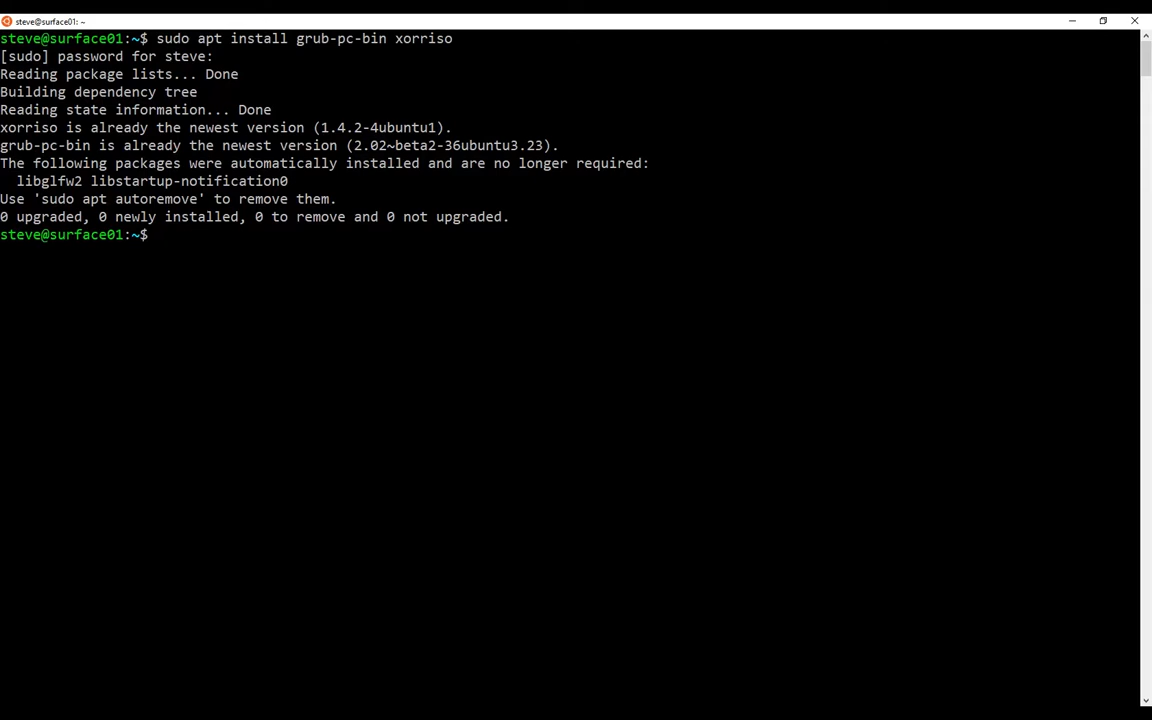 steve@surface01: ~
steve@surface01:~$ sudo apt install grub-pc-bin xorriso
[sudo] password for steve:
Reading package lists... Done
Building dependency tree
Reading state information... Done
xorriso is already the newest version (1.4.2-4ubuntu1).
grub-pc-bin is already the newest version (2.02~beta2-36ubuntu3.23).
The following packages were automatically installed and are no longer required:
  libglfw2 libstartup-notification0
Use 'sudo apt autoremove' to remove them.
0 upgraded, 0 newly installed, 0 to remove and 0 not upgraded.
steve@surface01:~$